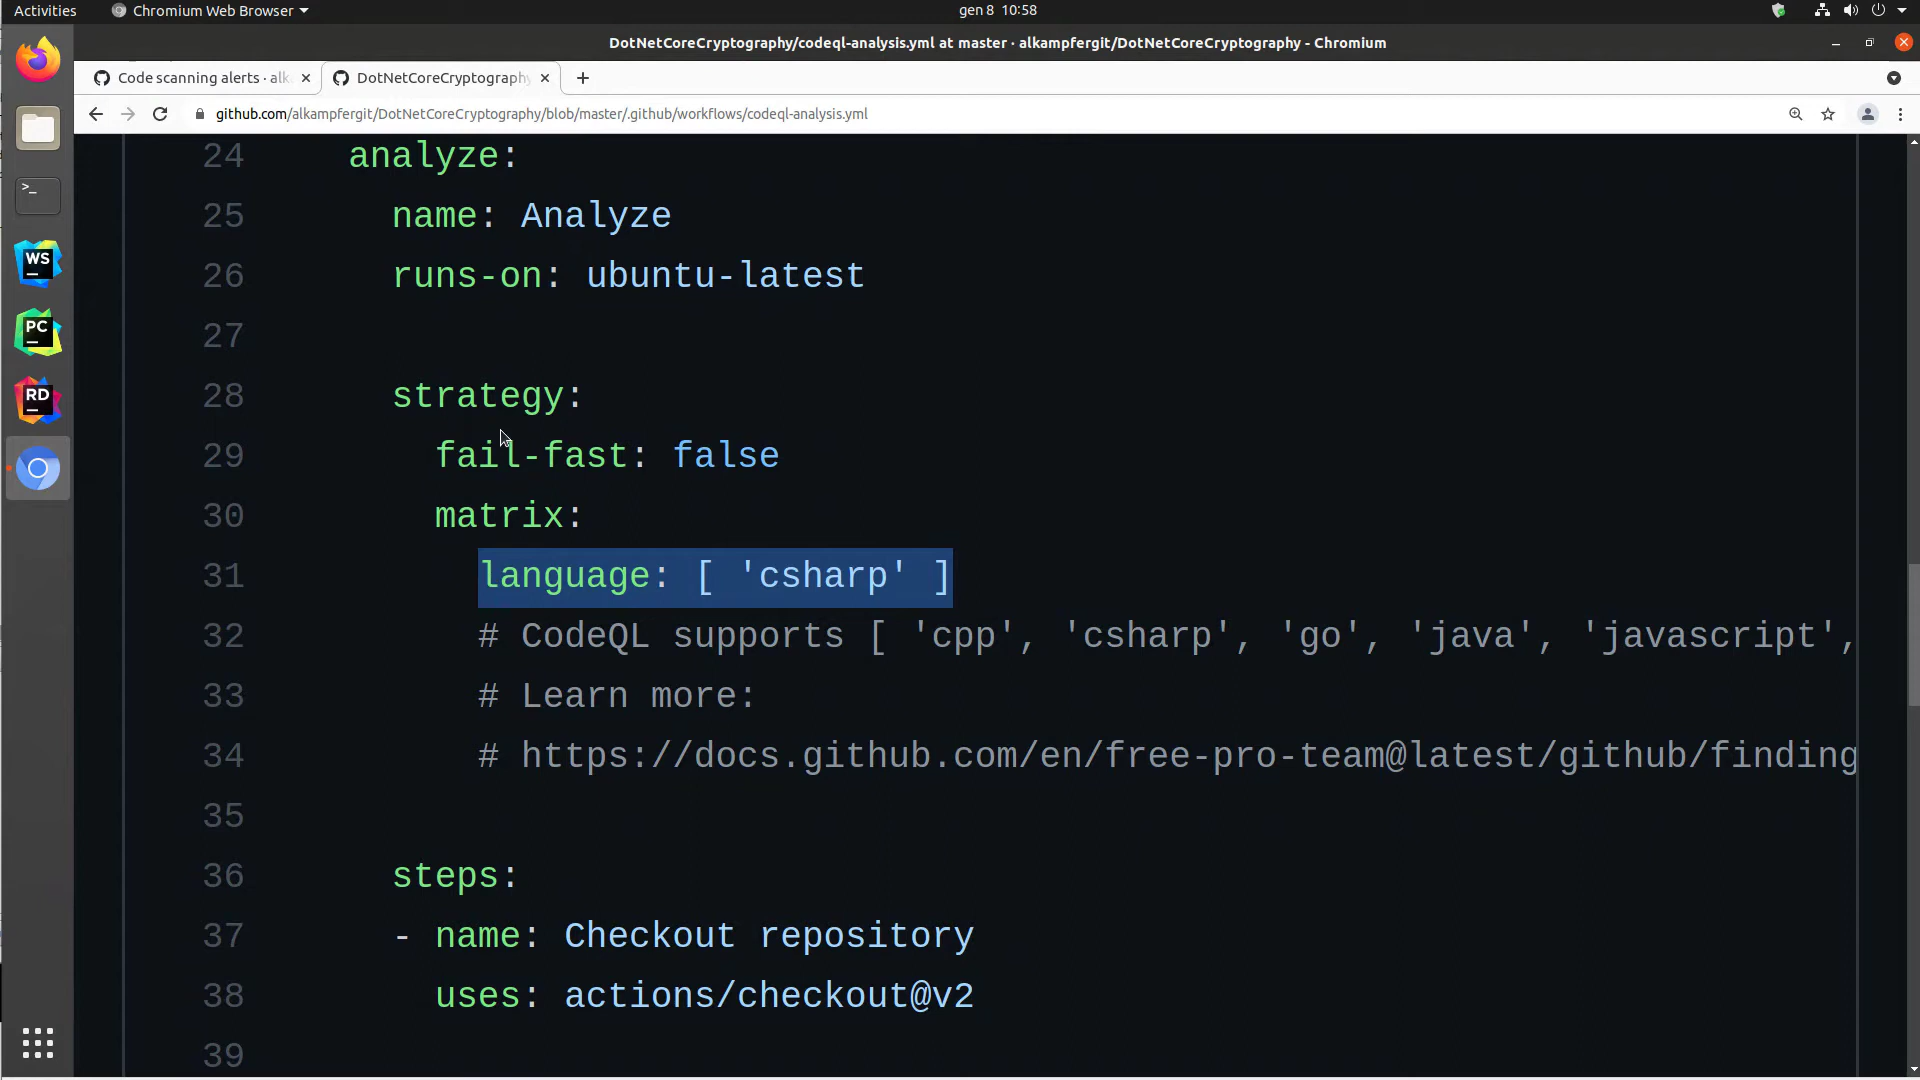 Activities
Chromium Web Browser
gen 8 10:58
DotNetCoreCryptography/codeql-analysis.yml at master · alkampfergit/DotNetCoreCryptography - Chromium
Code scanning alerts · alk
DotNetCoreCryptography
github.com/alkampfergit/DotNetCoreCryptography/blob/master/.github/workflows/codeql-analysis.yml
WS
PC
RD
24 analyze:
25 name: Analyze
26 runs-on: ubuntu-latest
27
28 strategy:
29 fail-fast: false
30 matrix:
31 language: [ 'csharp' ]
32 # CodeQL supports [ 'cpp', 'csharp', 'go', 'java', 'javascript',
33 # Learn more:
34 # https://docs.github.com/en/free-pro-team@latest/github/finding
35
36 steps:
37 - name: Checkout repository
38 uses: actions/checkout@v2
39